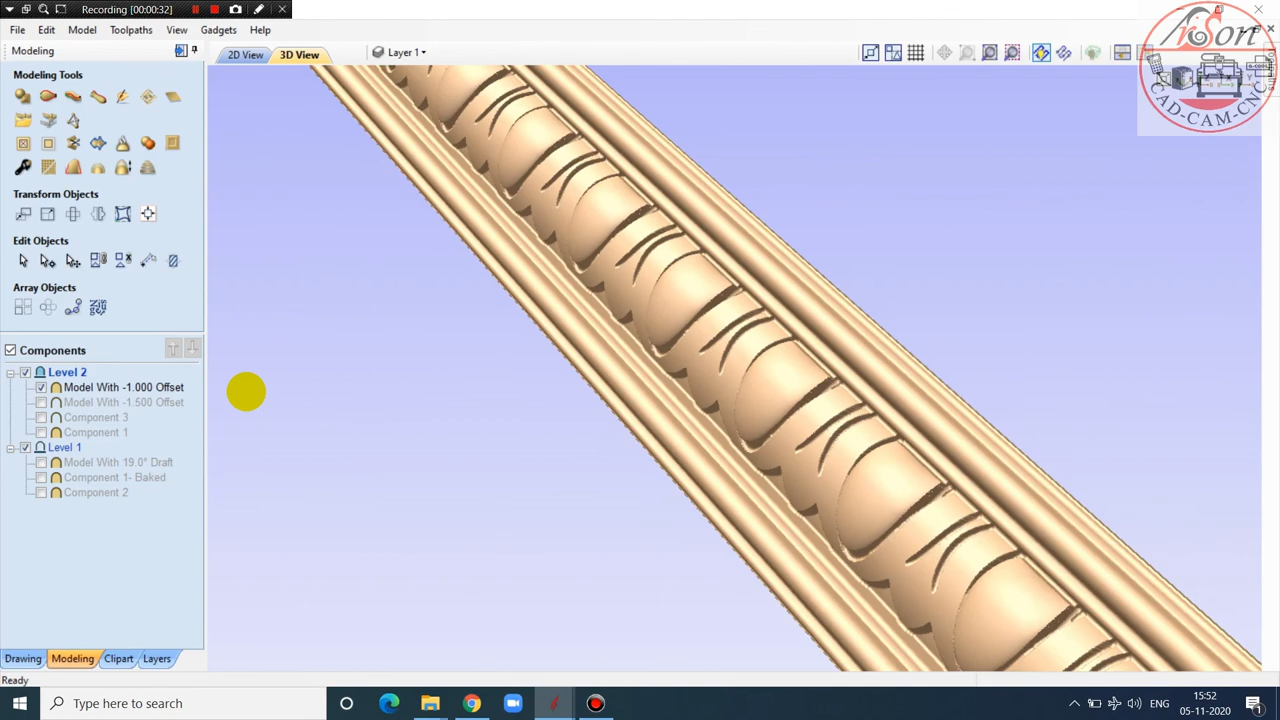 Recording [00:00:32]
File Edit Model Toolpaths View Gadgets Help
Modeling
2D View 3D View Layer 1
Modeling Tools
Transform Objects
Edit Objects
Array Objects
Components
Level 2
Model With -1.000 Offset
Model With -1.500 Offset
Component 3
Component 1
Level 1
Model With 19.0° Draft
Component 1- Baked
Component 2
CAD-CAM-CNC
Drawing Modeling Clipart Layers
Ready
Type here to search
ENG
15:52
05-11-2020
1